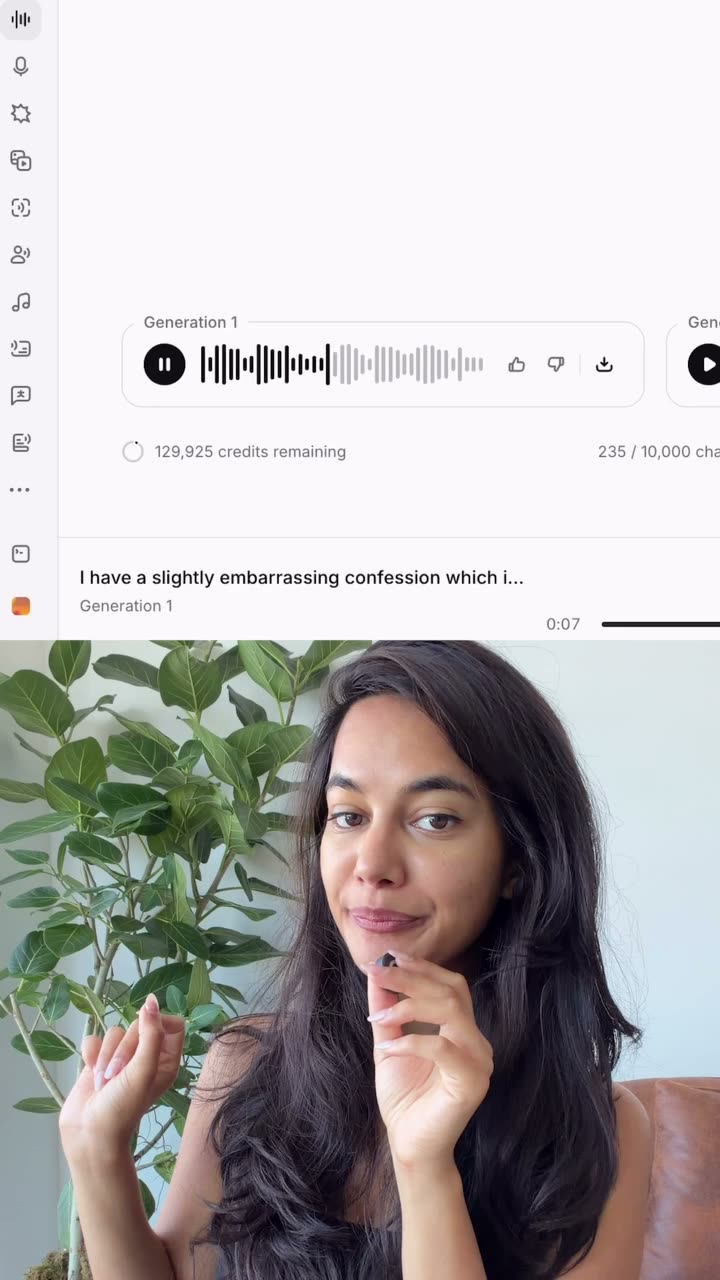 Generation 1
Gen
129,925 credits remaining
235 / 10,000 cha
I have a slightly embarrassing confession which i...
Generation 1
0:07